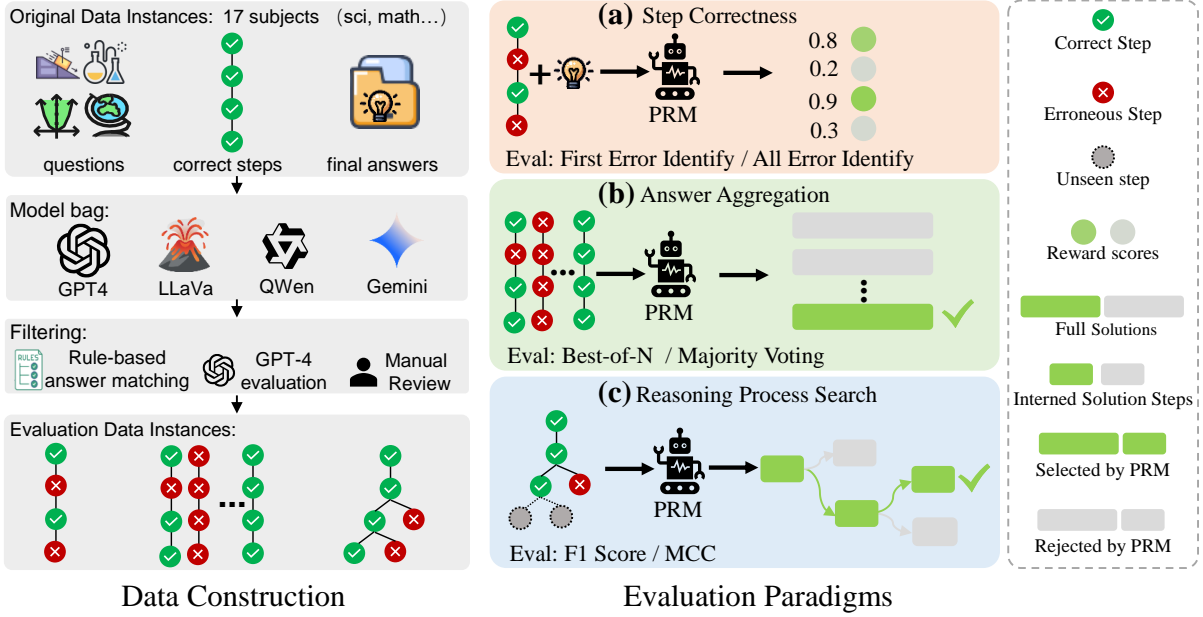 Original Data Instances: 17 subjects (sci, math…)
questions
correct steps
final answers
Model bag:
GPT4
LLaVa
QWen
Gemini
Filtering:
RULES
Rule-based
answer matching
GPT-4
evaluation
Manual
Review
Evaluation Data Instances:
...
Data Construction
(a) Step Correctness
+
PRM
0.8
0.2
0.9
0.3
Eval: First Error Identify / All Error Identify
(b) Answer Aggregation
...
PRM
Eval: Best-of-N / Majority Voting
(c) Reasoning Process Search
PRM
Eval: F1 Score / MCC
Evaluation Paradigms
Correct Step
Erroneous Step
Unseen step
Reward scores
Full Solutions
Interned Solution Steps
Selected by PRM
Rejected by PRM